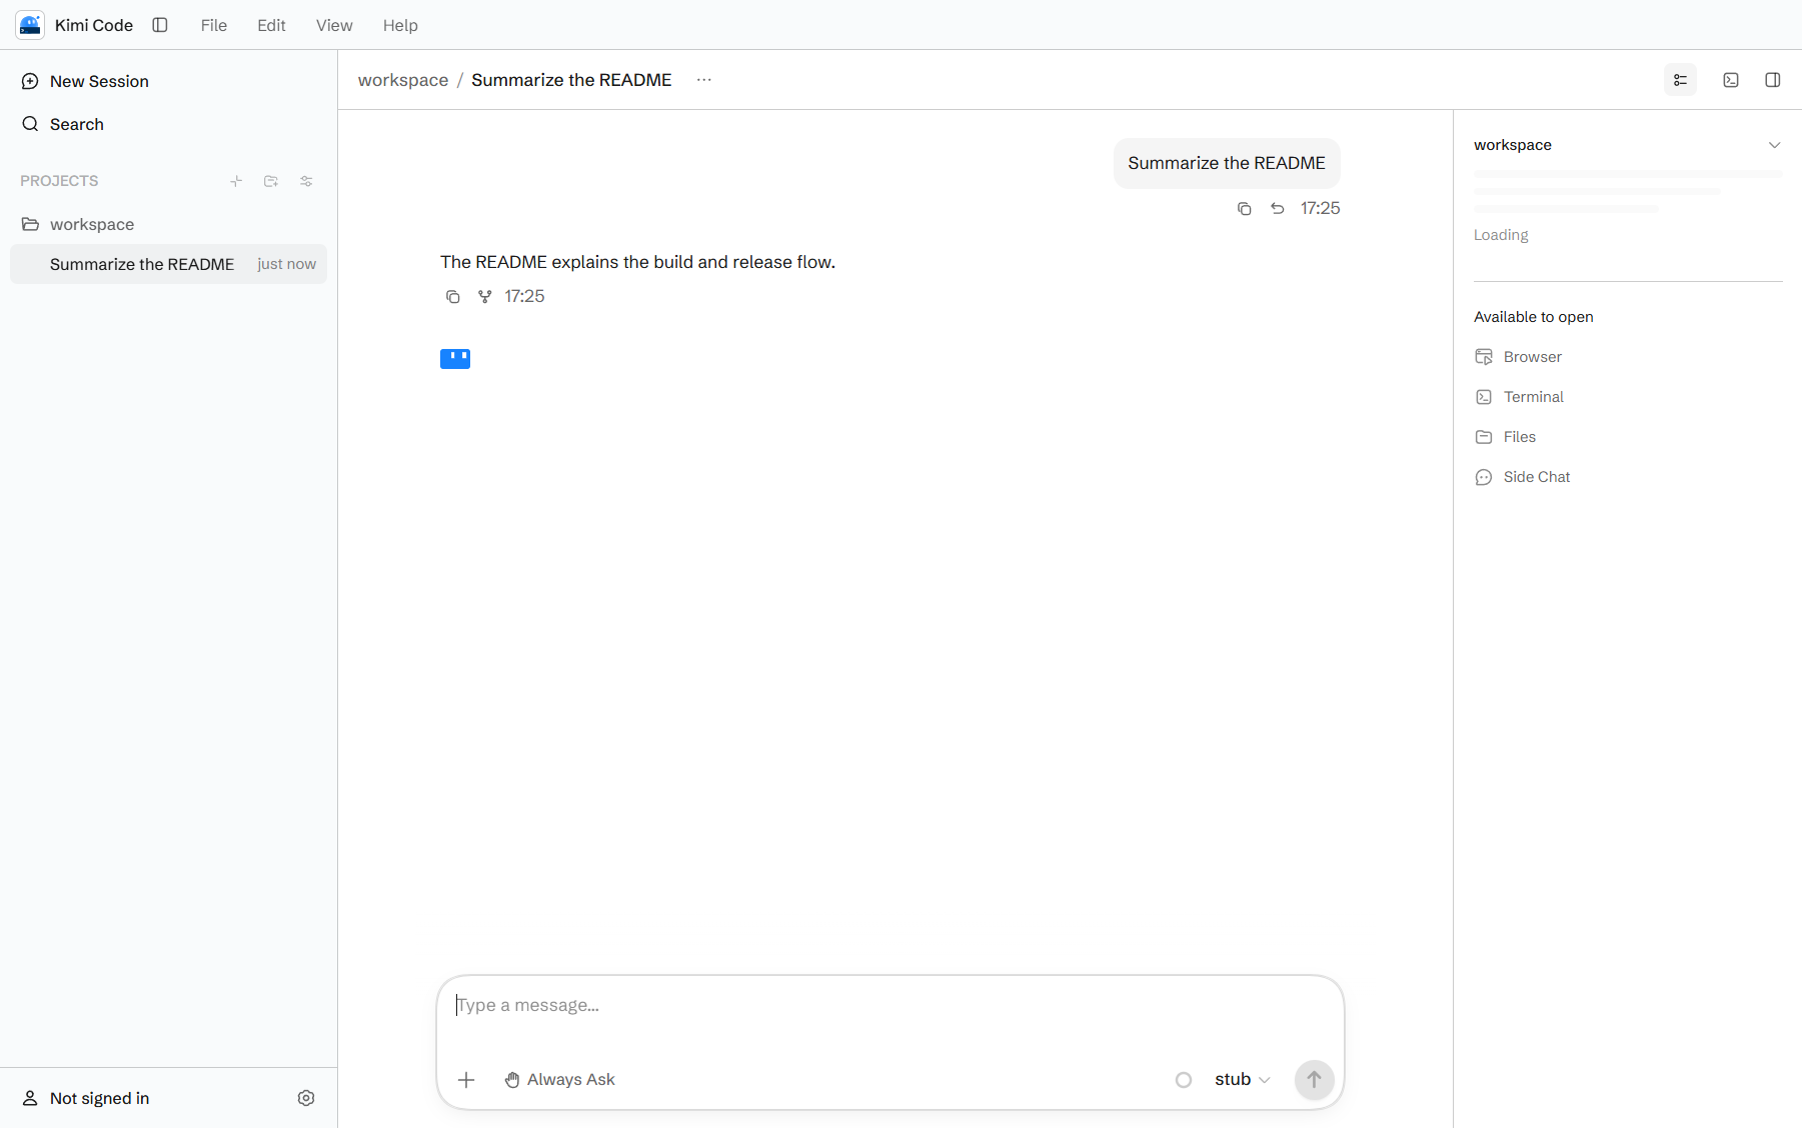 Kimi Code File Edit View Help
New Session
Search
PROJECTS
workspace
Summarize the README just now
Not signed in
workspace / Summarize the README
Summarize the README
17:25
The README explains the build and release flow.
17:25
Type a message...
Always Ask
stub
workspace
Loading
Available to open
Browser
Terminal
Files
Side Chat